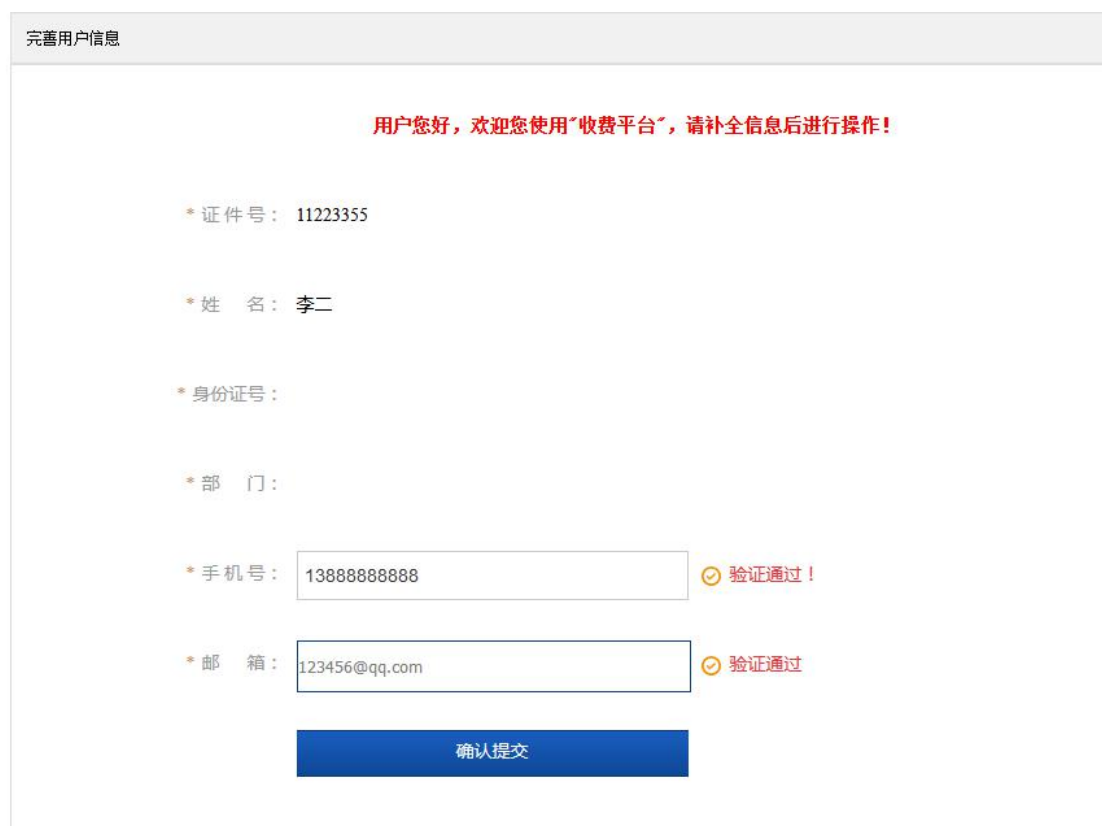 完善用户信息
用户您好，欢迎您使用"收费平台"，请补全信息后进行操作！
* 证件号： 11223355
* 姓 名： 李二
* 身份证号：
* 部 门：
* 手机号： 13888888888 验证通过！
* 邮 箱： 123456@qq.com 验证通过
确认提交